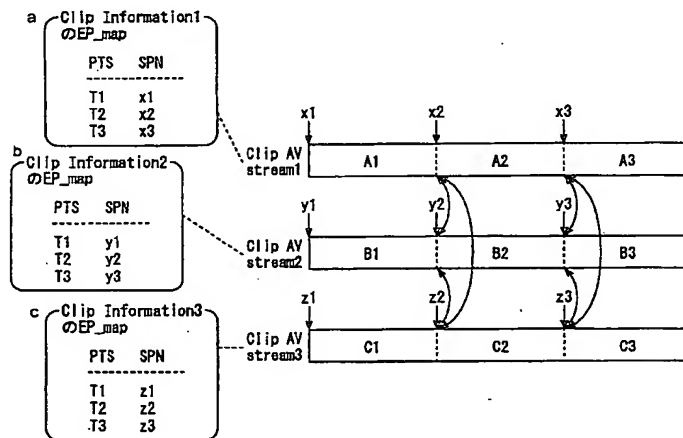 a
Clip Information1
のEP_map
PTS SPN
T1 x1
T2 x2
T3 x3
b
Clip Information2
のEP_map
PTS SPN
T1 y1
T2 y2
T3 y3
c
Clip Information3
のEP_map
PTS SPN
T1 z1
T2 z2
T3 z3
x1 x2 x3
Clip AV
stream1
A1 A2 A3
y1 y2 y3
Clip AV
stream2
B1 B2 B3
z1 z2 z3
Clip AV
stream3
C1 C2 C3